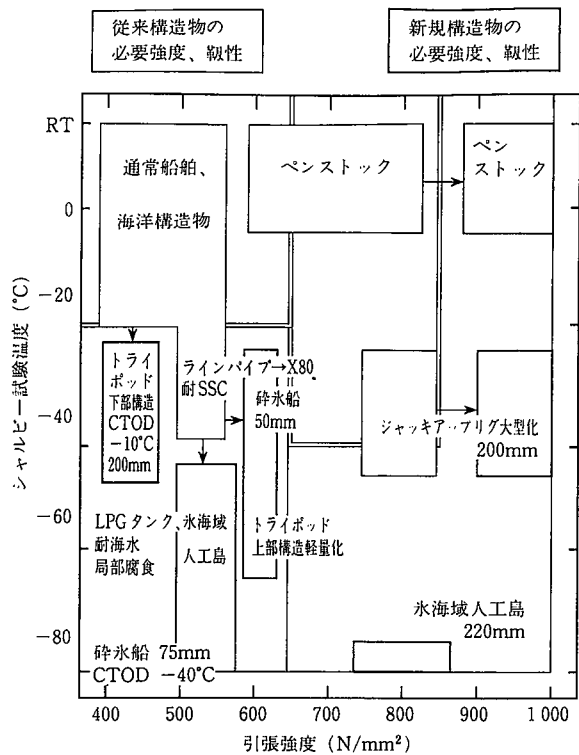 従来構造物の
必要強度、靱性
新規構造物の
必要強度、靱性
シャルピー試験温度 (℃)
RT
0
−20
−40
−60
−80
通常船舶、
海洋構造物
ペンストック
ペン
ストック
トライ
ポッド
下部構造
CTOD
−10℃
200mm
ラインパイプ→X80
耐SSC
砕氷船
50mm
ジャッキアップリグ大型化
200mm
LPGタンク、
耐海水
局部腐食
氷海域
人工島
トライポッド
上部構造軽量化
氷海域人工島
220mm
砕氷船 75mm
CTOD −40℃
400 500 600 700 800 900 1 000
引張強度 (N/mm²)